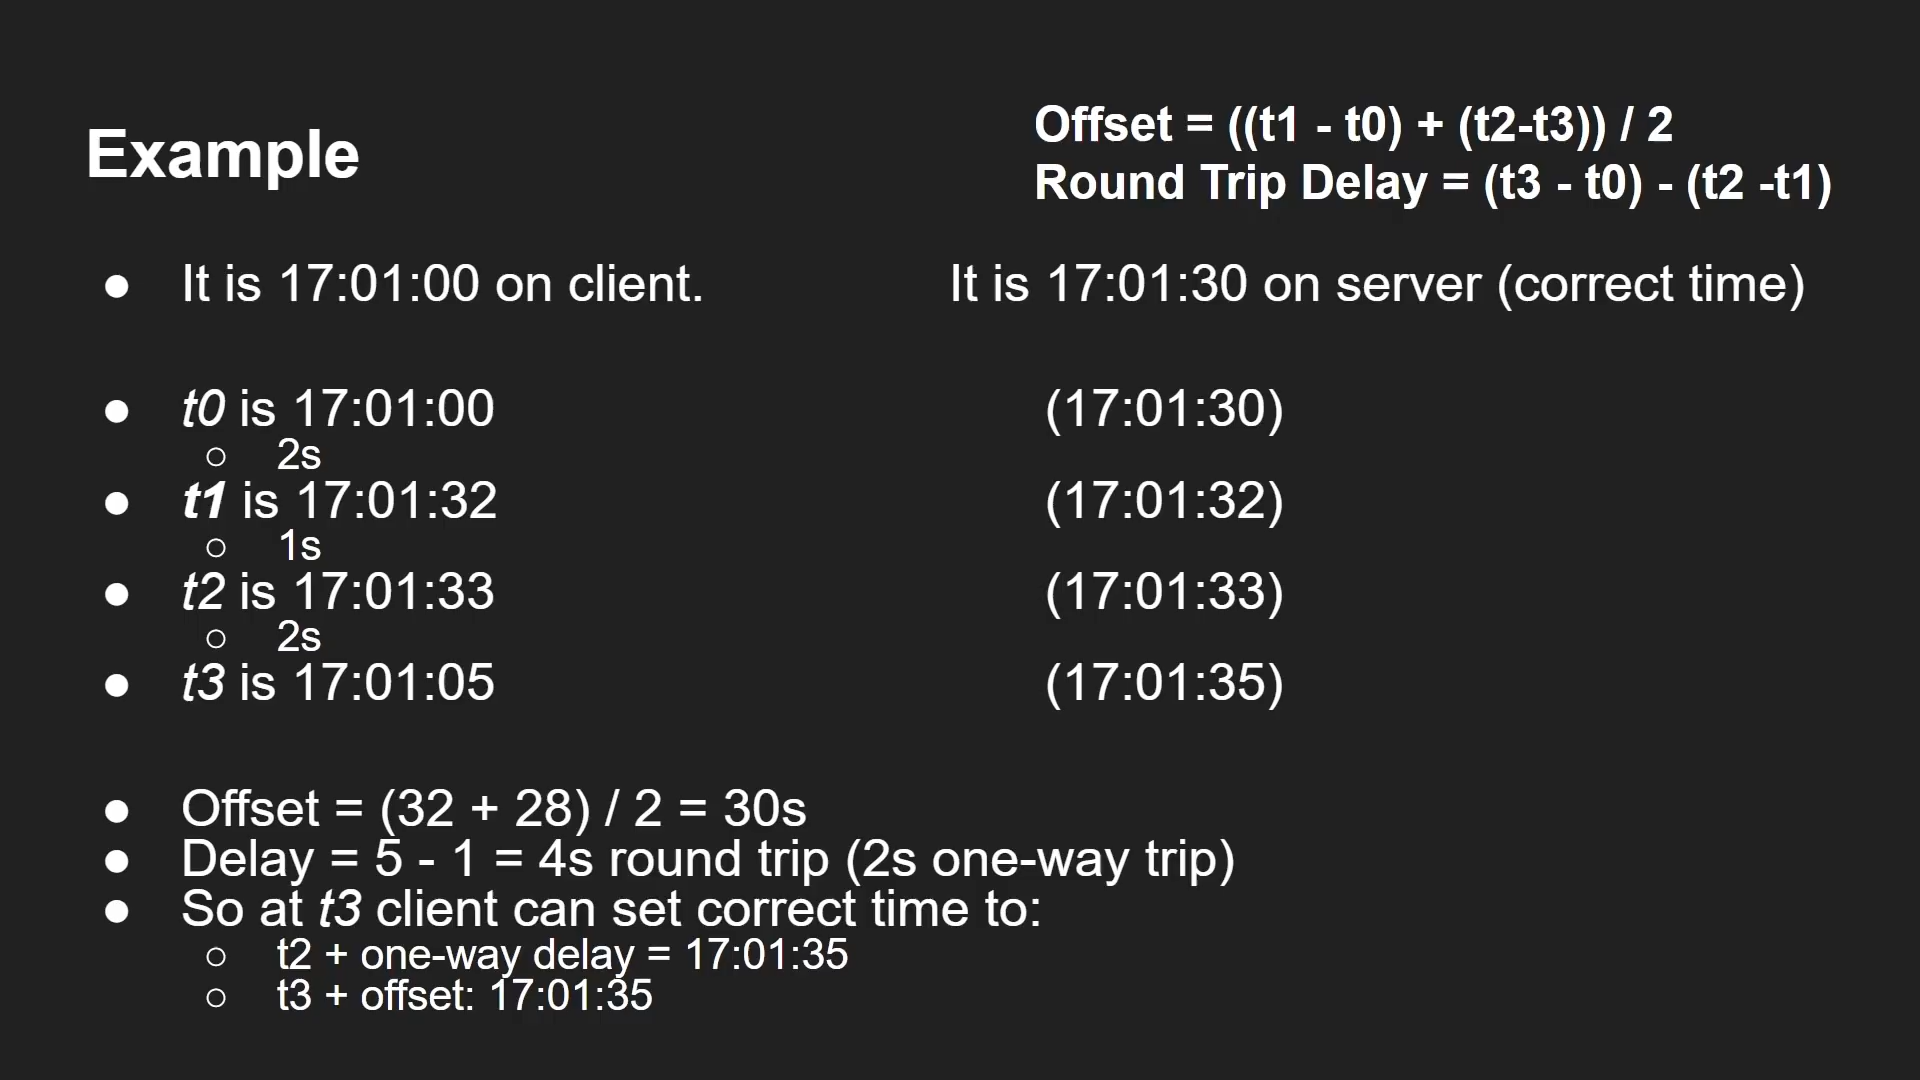 Example
Offset = ((t1 - t0) + (t2-t3)) / 2
Round Trip Delay = (t3 - t0) - (t2 -t1)
● It is 17:01:00 on client. It is 17:01:30 on server (correct time)
● t0 is 17:01:00 (17:01:30)
○ 2s
● t1 is 17:01:32 (17:01:32)
○ 1s
● t2 is 17:01:33 (17:01:33)
○ 2s
● t3 is 17:01:05 (17:01:35)
● Offset = (32 + 28) / 2 = 30s
● Delay = 5 - 1 = 4s round trip (2s one-way trip)
● So at t3 client can set correct time to:
○ t2 + one-way delay = 17:01:35
○ t3 + offset: 17:01:35